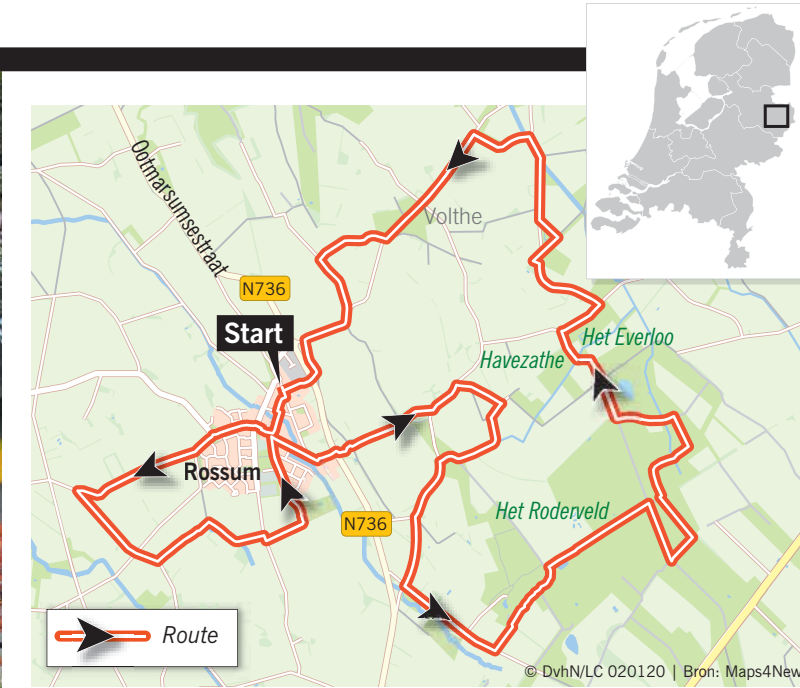 Ootmarsumsestraat
Volthe
N736
Start
Het Everloo
Havezathe
Rossum
Het Roderveld
N736
Route
© DvhN/LC 020120 | Bron: Maps4New